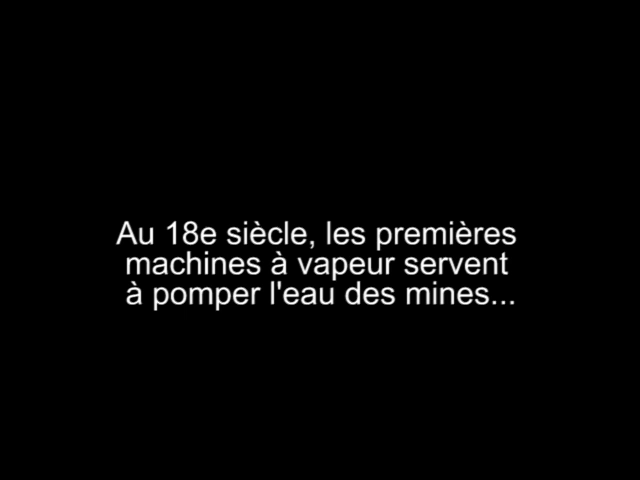 Au 18e siècle, les premières
machines à vapeur servent
à pomper l'eau des mines...